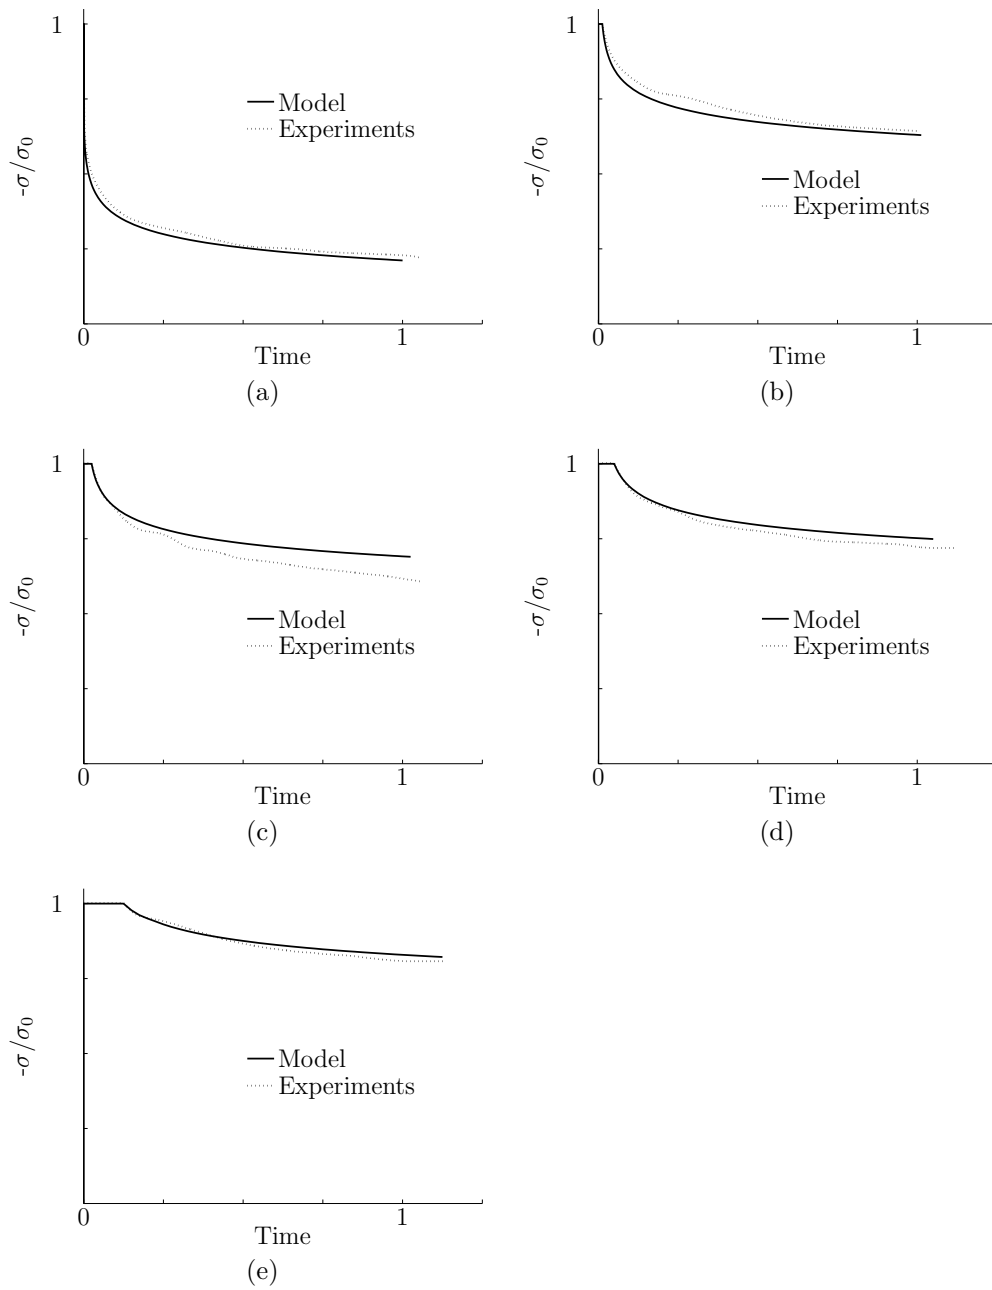 1
-σ/σ0
Model
Experiments
0
1
Time
(a)
1
-σ/σ0
Model
Experiments
0
1
Time
(b)
1
-σ/σ0
Model
Experiments
0
1
Time
(c)
1
-σ/σ0
Model
Experiments
0
1
Time
(d)
1
-σ/σ0
Model
Experiments
0
1
Time
(e)